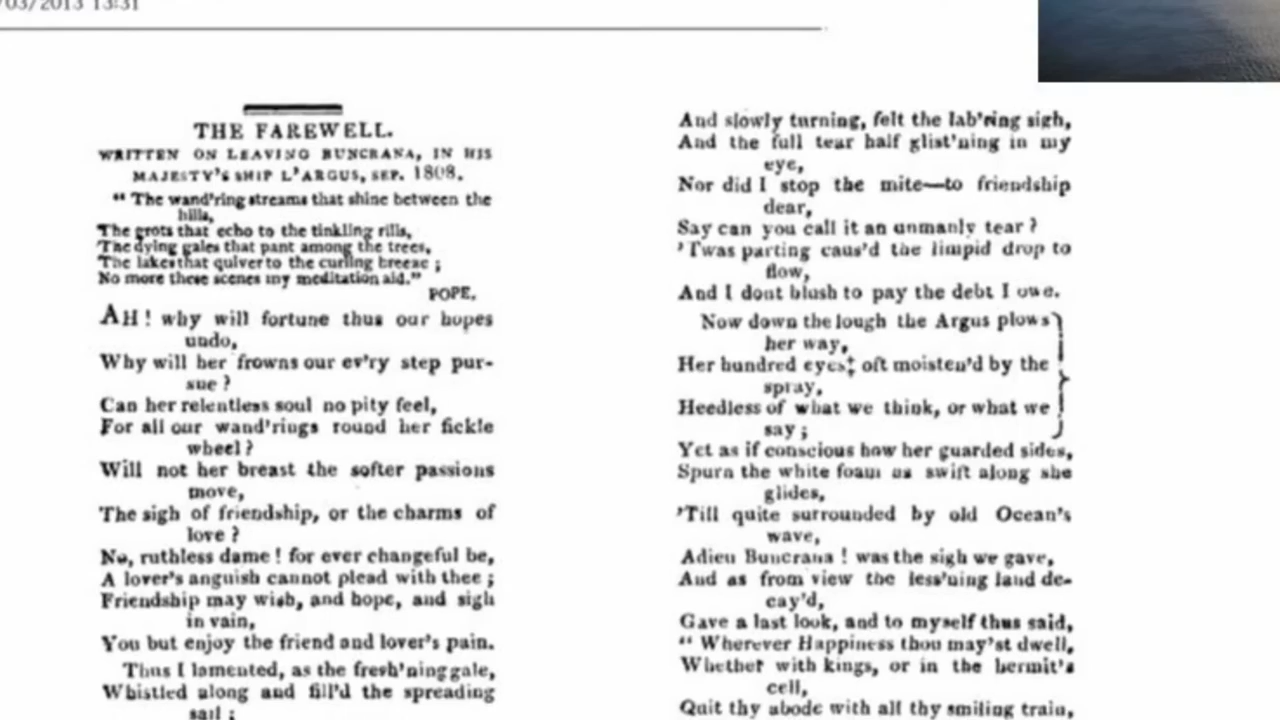 /03/2013 13:31
THE FAREWELL.
WRITTEN ON LEAVING BUNCRANA, IN HIS
MAJESTY'S SHIP L'ARGUS, SEP. 1808.
" The wand'ring streams that shine between the
hills,
The grots that echo to the tinkling rills,
The dying gales that pant among the trees,
The lakes that quiver to the curling breeze ;
No more these scenes my meditation aid."
POPE.
AH ! why will fortune thus our hopes
undo,
Why will her frowns our ev'ry step pur-
sue ?
Can her relentless soul no pity feel,
For all our wand'rings round her fickle
wheel ?
Will not her breast the softer passions
move,
The sigh of friendship, or the charms of
love ?
No, ruthless dame ! for ever changeful be,
A lover's anguish cannot plead with thee ;
Friendship may wish, and hope, and sigh
in vain,
You but enjoy the friend and lover's pain.
Thus I lamented, as the fresh'ning gale,
Whistled along and fill'd the spreading
sail ;
And slowly turning, felt the lab'ring sigh,
And the full tear half glist'ning in my
eye,
Nor did I stop the mite—to friendship
dear,
Say can you call it an unmanly tear ?
'Twas parting caus'd the limpid drop to
flow,
And I dont blush to pay the debt I owe.
Now down the lough the Argus plows
her way,
Her hundred eyes‡ oft moisten'd by the
spray,
Heedless of what we think, or what we
say ;
Yet as if conscious how her guarded sides,
Spurn the white foam as swift along she
glides,
'Till quite surrounded by old Ocean's
wave,
Adieu Buncrana ! was the sigh we gave,
And as from view the less'ning land de-
cay'd,
Gave a last look, and to myself thus said,
" Wherever Happiness thou may'st dwell,
Whether with kings, or in the hermit's
cell,
Quit thy abode with all thy smiling train,